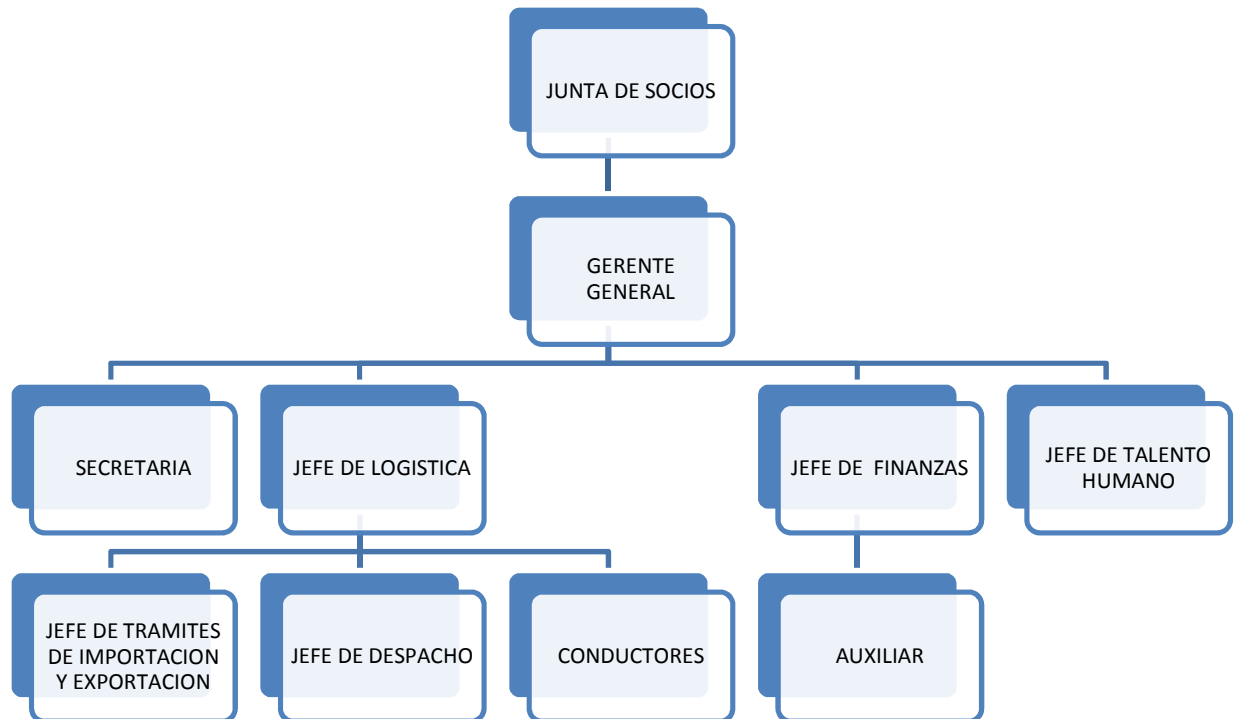 JUNTA DE SOCIOS
GERENTE
GENERAL
SECRETARIA
JEFE DE LOGISTICA
JEFE DE FINANZAS
JEFE DE TALENTO
HUMANO
JEFE DE TRAMITES
DE IMPORTACION
Y EXPORTACION
JEFE DE DESPACHO
CONDUCTORES
AUXILIAR